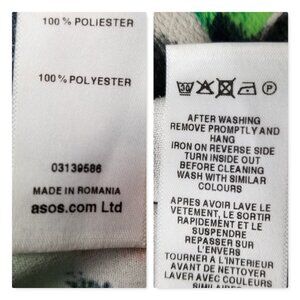 100 % POLIESTER
100 % POLYESTER
03139586
MADE IN ROMANIA
asos.com Ltd
30
P
AFTER WASHING
REMOVE PROMPTLY AND
HANG
IRON ON REVERSE SIDE
TURN INSIDE OUT
BEFORE CLEANING
WASH WITH SIMILAR
COLOURS
APRES AVOIR LAVE LE
VETEMENT, LE SORTIR
RAPIDEMENT ET LE
SUSPENDRE
REPASSER SUR
L'ENVERS
TOURNER A L'INTERIEUR
AVANT DE NETTOYER
LAVER AVEC COULEURS